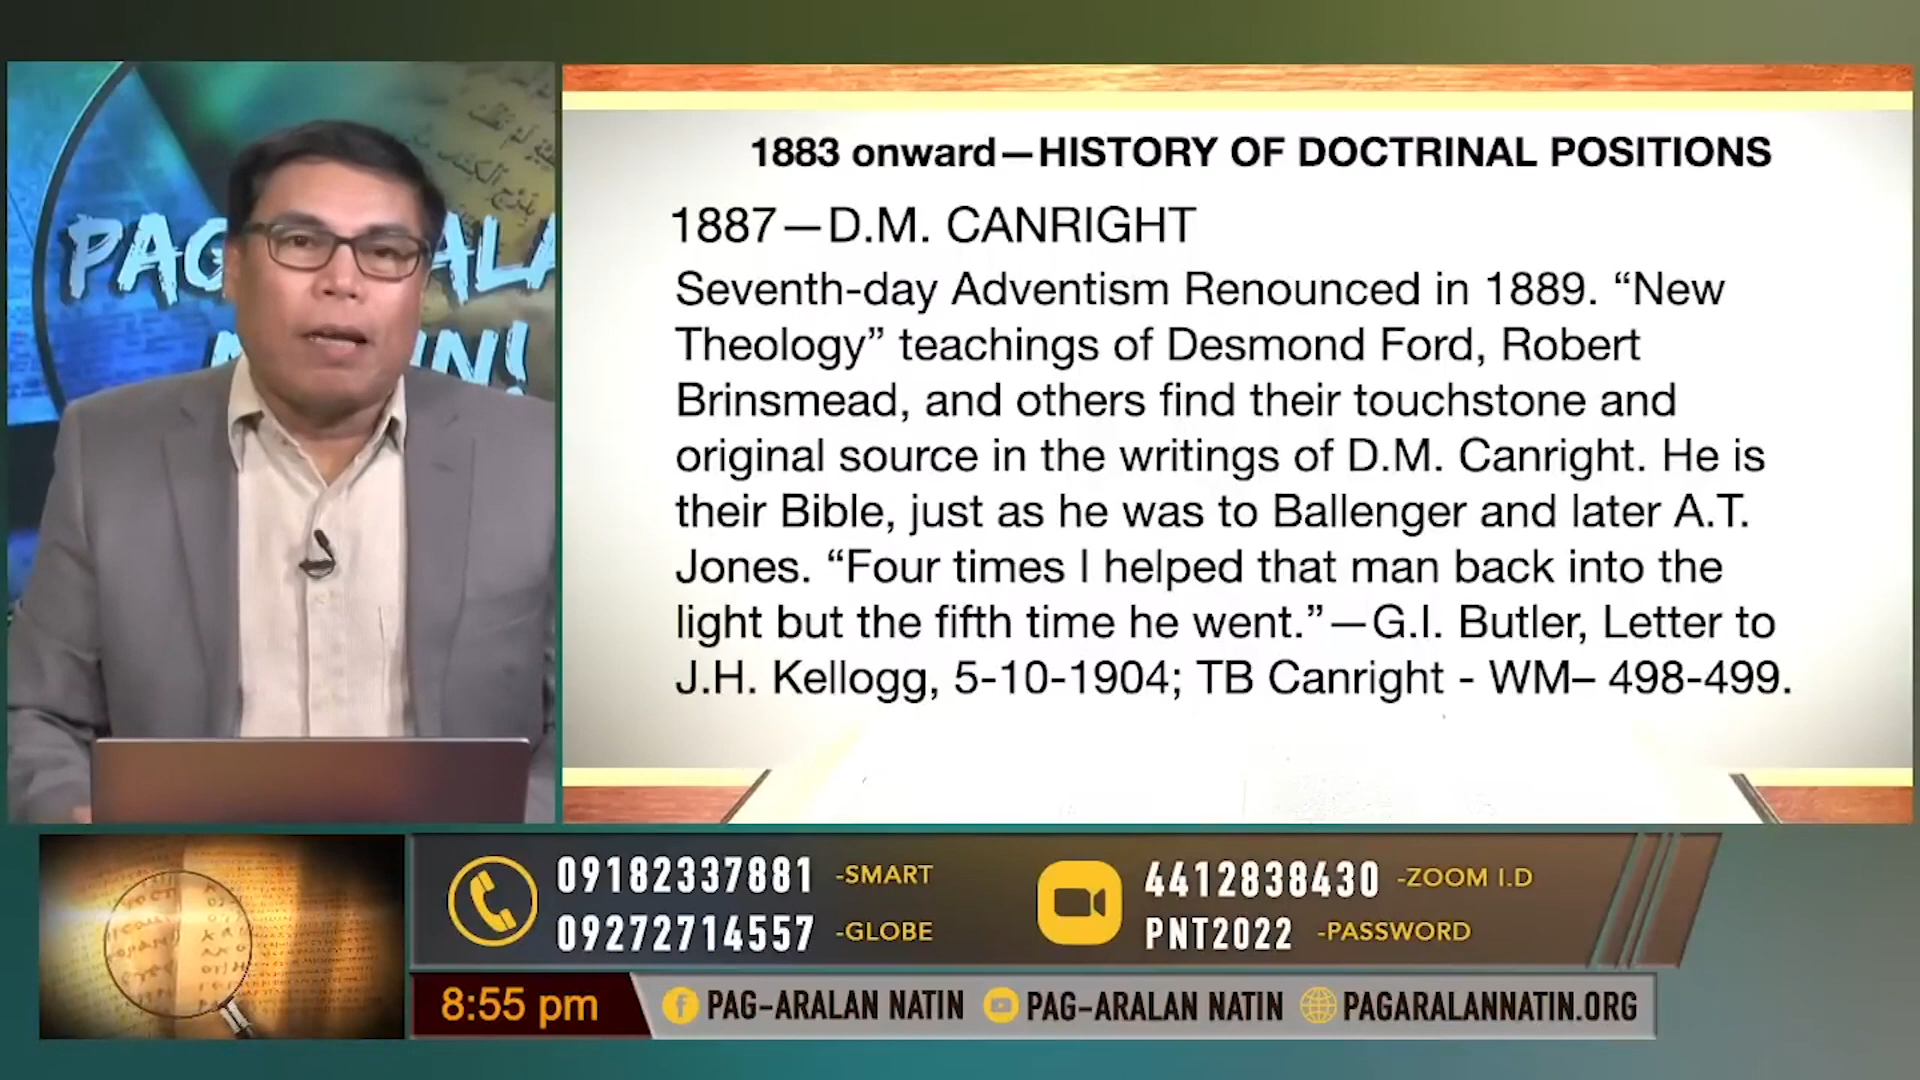 PAG-ARALAN
1883 onward—HISTORY OF DOCTRINAL POSITIONS
1887—D.M. CANRIGHT
Seventh-day Adventism Renounced in 1889. “New
Theology” teachings of Desmond Ford, Robert
Brinsmead, and others find their touchstone and
original source in the writings of D.M. Canright. He is
their Bible, just as he was to Ballenger and later A.T.
Jones. “Four times I helped that man back into the
light but the fifth time he went.”—G.I. Butler, Letter to
J.H. Kellogg, 5-10-1904; TB Canright - WM– 498-499.
09182337881 -SMART
09272714557 -GLOBE
4412838430 -ZOOM I.D
PNT2022 -PASSWORD
8:55 pm
PAG-ARALAN NATIN
PAG-ARALAN NATIN
PAGARALANNATIN.ORG